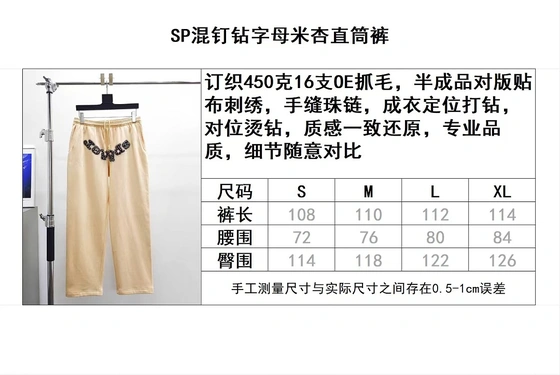 SP混钉钻字母米杏直筒裤
订织450克16支OE抓毛，半成品对版贴
布刺绣，手缝珠链，成衣定位打钻，
对位烫钻，质感一致还原，专业品
质，细节随意对比
尺码 S M L XL
裤长 108 110 112 114
腰围 72 76 80 84
臀围 114 118 122 126
手工测量尺寸与实际尺寸之间存在0.5-1cm误差